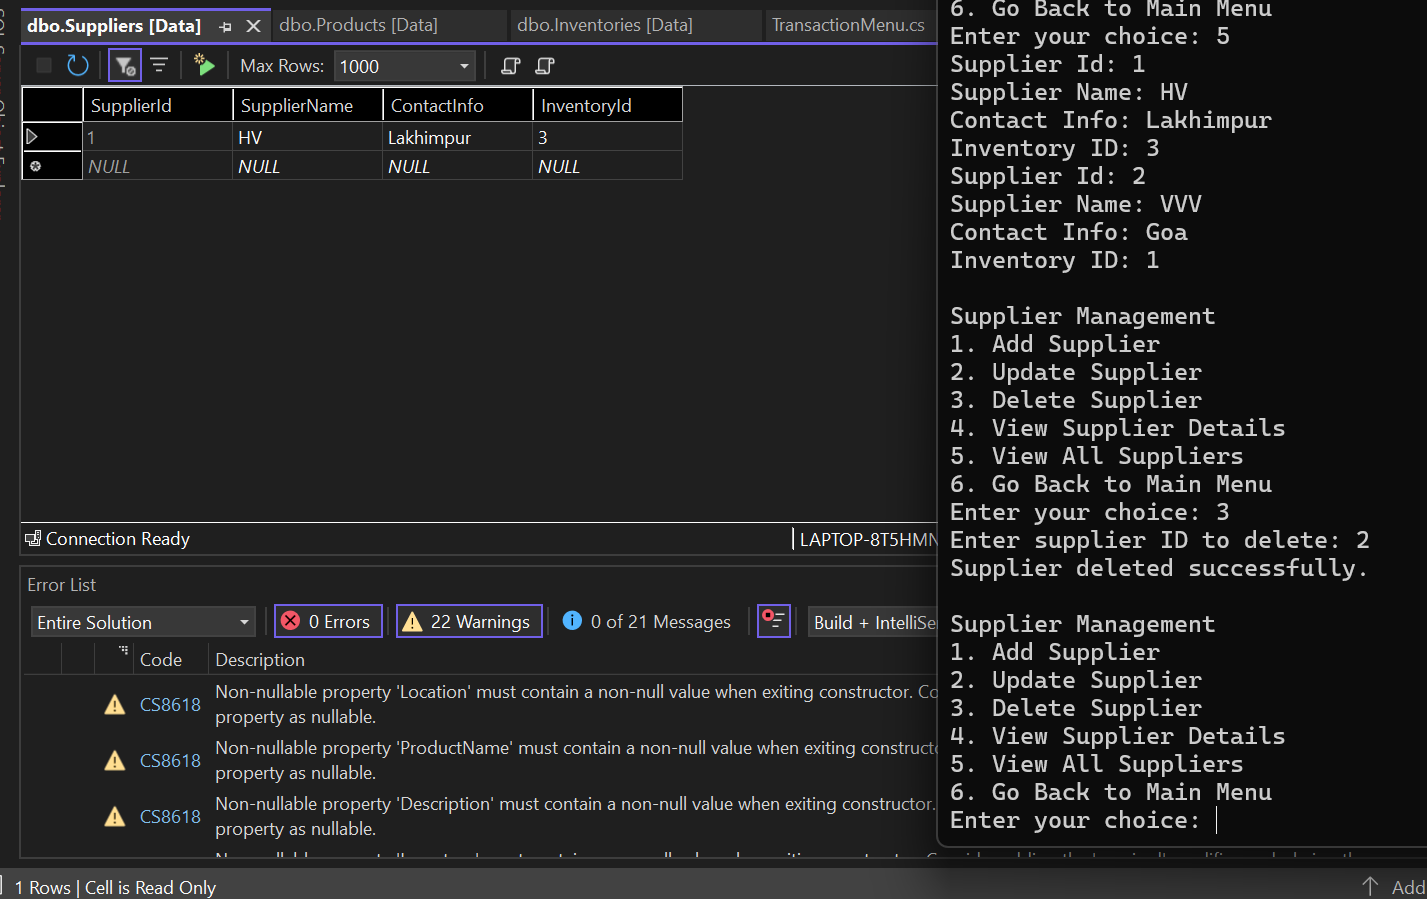 dbo.Suppliers [Data]
dbo.Products [Data]
dbo.Inventories [Data]
TransactionMenu.cs
Max Rows: 1000
SupplierId SupplierName ContactInfo InventoryId
1 HV Lakhimpur 3
NULL NULL NULL NULL
Connection Ready
LAPTOP-8T5HMN
Error List
Entire Solution
0 Errors
22 Warnings
0 of 21 Messages
Build + IntelliSe
Code Description
CS8618 Non-nullable property 'Location' must contain a non-null value when exiting constructor. Co
property as nullable.
CS8618 Non-nullable property 'ProductName' must contain a non-null value when exiting constructo
property as nullable.
CS8618 Non-nullable property 'Description' must contain a non-null value when exiting constructor.
property as nullable.
1 Rows | Cell is Read Only
Add
6. Go Back to Main Menu
Enter your choice: 5
Supplier Id: 1
Supplier Name: HV
Contact Info: Lakhimpur
Inventory ID: 3
Supplier Id: 2
Supplier Name: VVV
Contact Info: Goa
Inventory ID: 1
Supplier Management
1. Add Supplier
2. Update Supplier
3. Delete Supplier
4. View Supplier Details
5. View All Suppliers
6. Go Back to Main Menu
Enter your choice: 3
Enter supplier ID to delete: 2
Supplier deleted successfully.
Supplier Management
1. Add Supplier
2. Update Supplier
3. Delete Supplier
4. View Supplier Details
5. View All Suppliers
6. Go Back to Main Menu
Enter your choice: